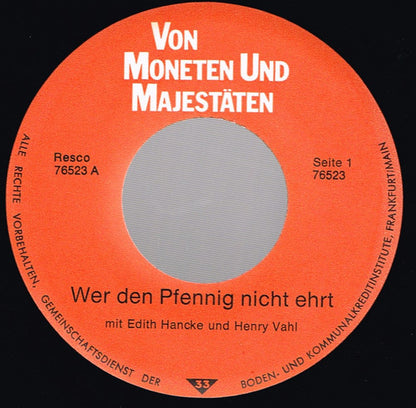 VON
MONETEN UND
MAJESTÄTEN
Resco
76523 A
Seite 1
76523
Wer den Pfennig nicht ehrt
mit Edith Hancke und Henry Vahl
ALLE RECHTE VORBEHALTEN. GEMEINSCHAFTSDIENST DER
33
BODEN- UND KOMMUNALKREDITINSTITUTE, FRANKFURT/MAIN